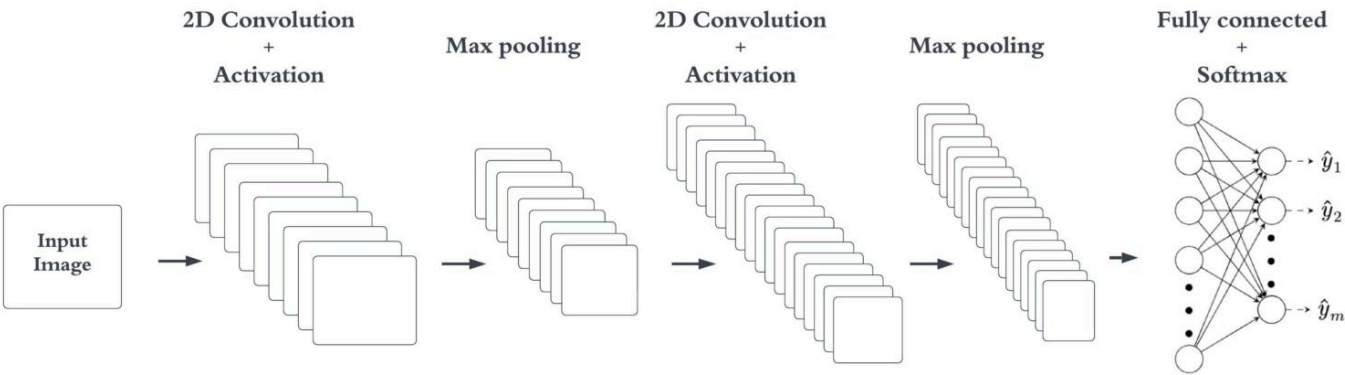 2D Convolution
+
Activation
Max pooling
2D Convolution
+
Activation
Max pooling
Fully connected
+
Softmax
Input
Image
ŷ₁
ŷ₂
ŷₘ